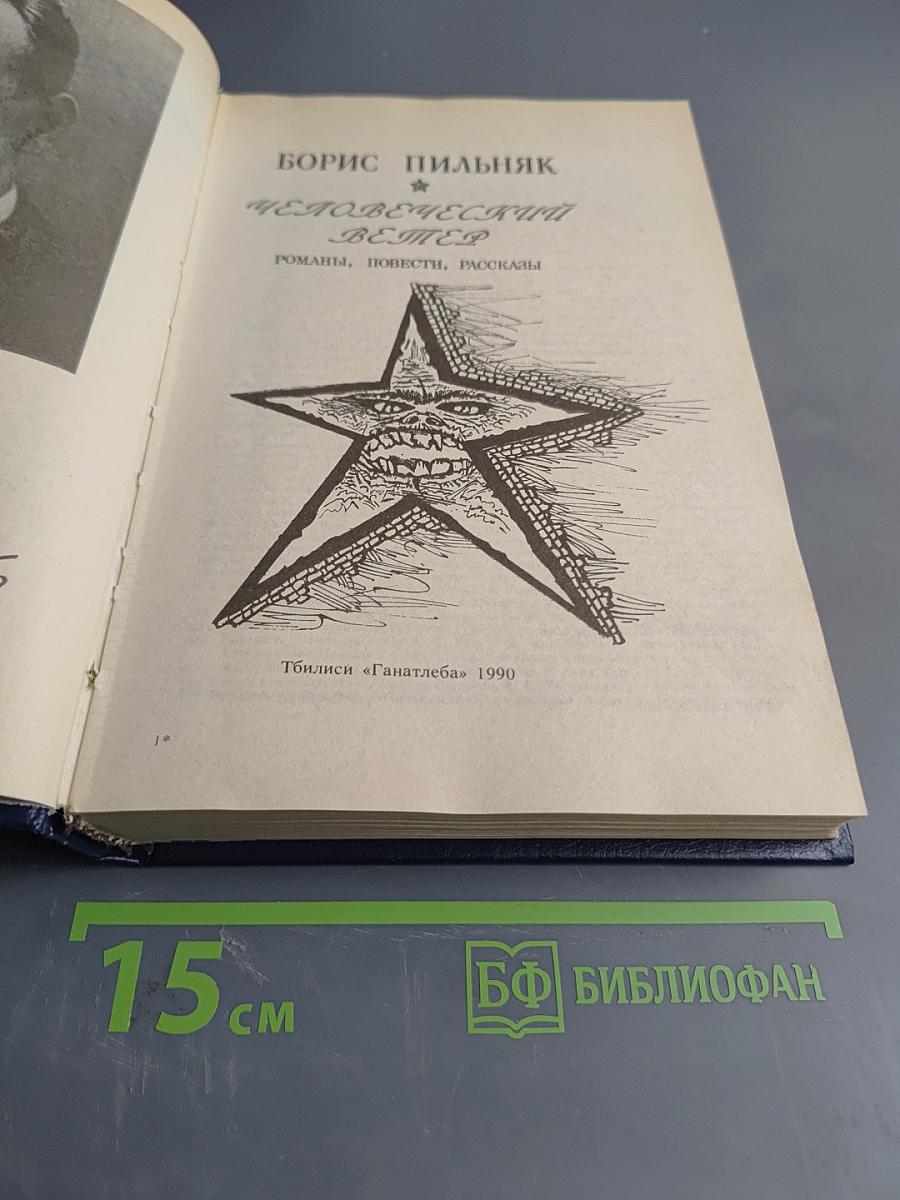 БОРИС ПИЛЬНЯК
ЧЕЛОВЕЧЕСКИЙ
ВЕТЕР
РОМАНЫ, ПОВЕСТИ, РАССКАЗЫ
Тбилиси «Ганатлеба» 1990
1*
15 см
БФ БИБЛИОФАН